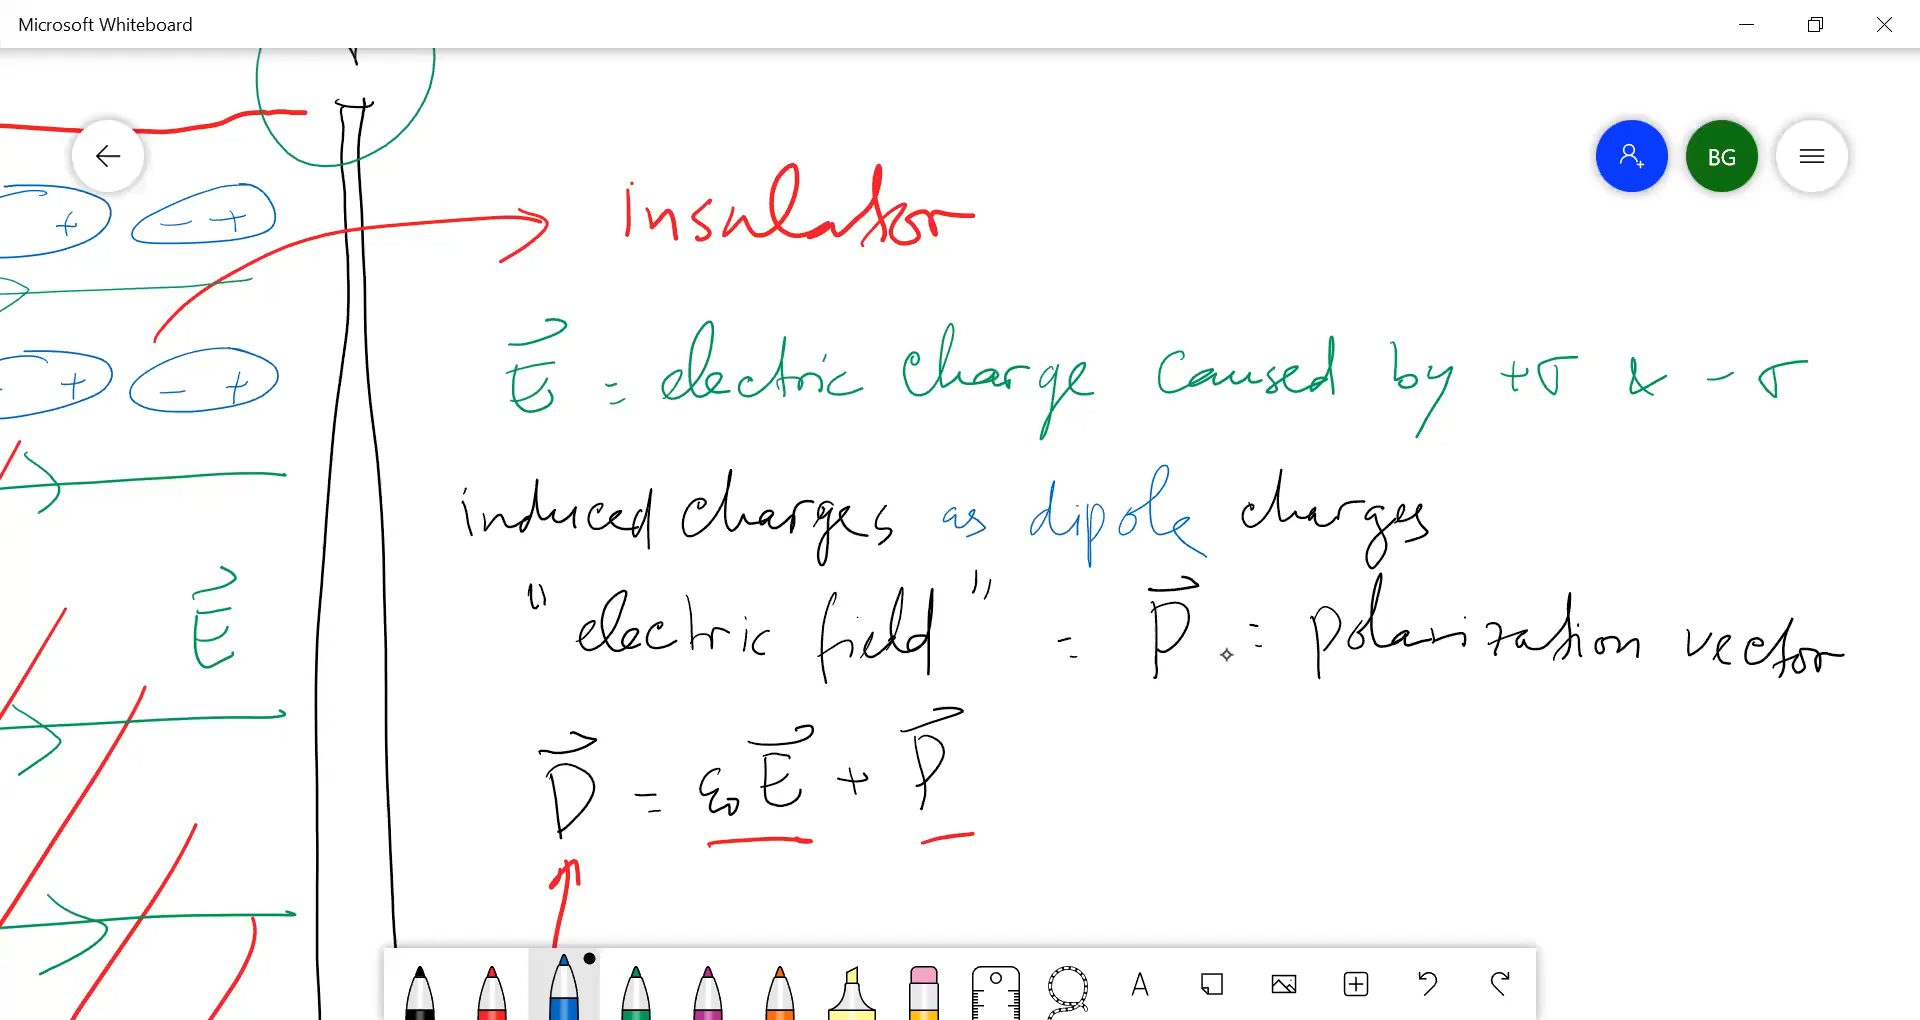 Microsoft Whiteboard
BG
+ - +
insulator
+ - +
E⃗ = electric charge caused by +σ & -σ
induced charges as dipole charges
"electric field" = P⃗ = polarization vector
E⃗
D⃗ = ε₀E⃗ + P⃗
A